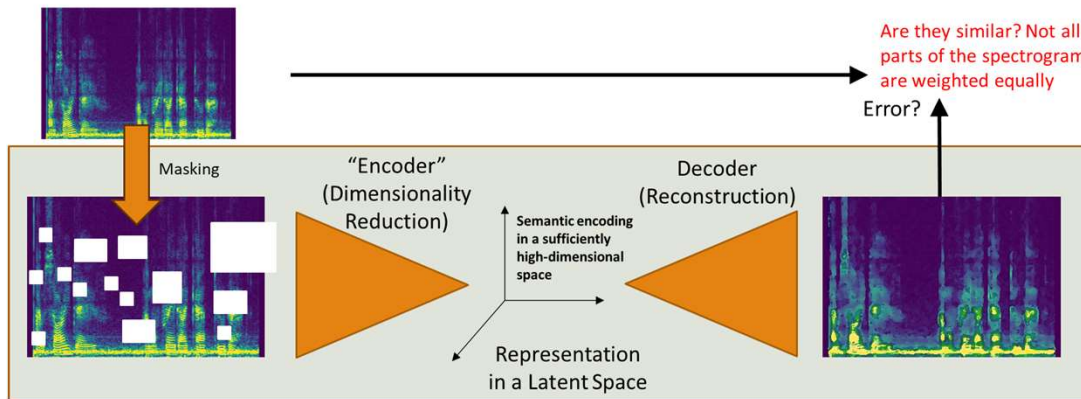 Are they similar? Not all
parts of the spectrogram
are weighted equally
Error?
Masking
“Encoder”
(Dimensionality
Reduction)
Semantic encoding
in a sufficiently
high-dimensional
space
Decoder
(Reconstruction)
Representation
in a Latent Space